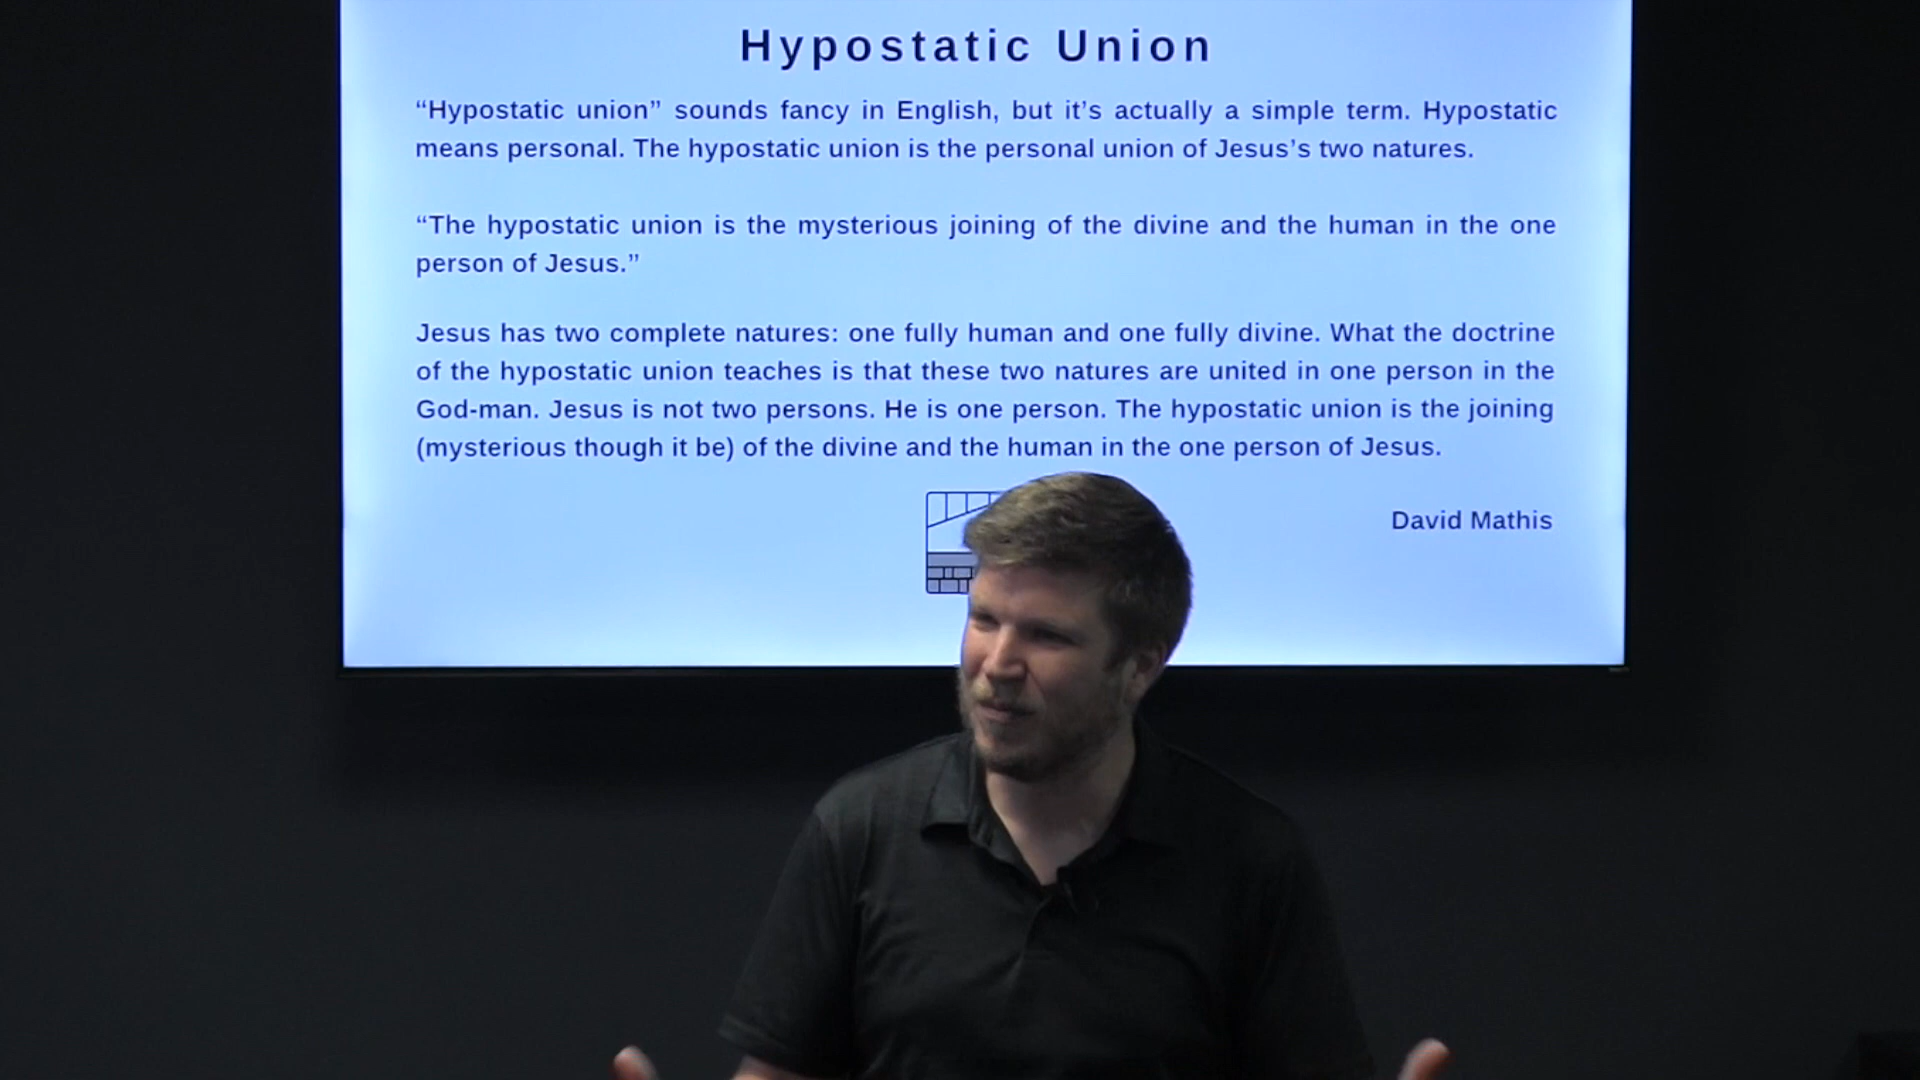 Hypostatic Union
“Hypostatic union” sounds fancy in English, but it’s actually a simple term. Hypostatic
means personal. The hypostatic union is the personal union of Jesus’s two natures.
“The hypostatic union is the mysterious joining of the divine and the human in the one
person of Jesus.”
Jesus has two complete natures: one fully human and one fully divine. What the doctrine
of the hypostatic union teaches is that these two natures are united in one person in the
God-man. Jesus is not two persons. He is one person. The hypostatic union is the joining
(mysterious though it be) of the divine and the human in the one person of Jesus.
David Mathis